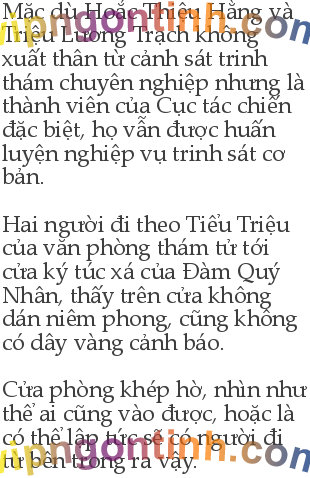 Mặc dù Hoắc Thiệu Hằng và
Triệu Lương Trạch không
xuất thân từ cảnh sát trinh
thám chuyên nghiệp nhưng là
thành viên của Cục tác chiến
đặc biệt, họ vẫn được huấn
luyện nghiệp vụ trinh sát cơ
bản.
Hai người đi theo Tiểu Triệu
của văn phòng thám tử tới
cửa ký túc xá của Đàm Quý
Nhân, thấy trên cửa không
dán niêm phong, cũng không
có dây vàng cảnh báo.
Cửa phòng khép hờ, nhìn như
thể ai cũng vào được, hoặc là
có thể lập tức sẽ có người đi
từ bên trong ra vậy.
vipngontinh.com
vipngontinh.com